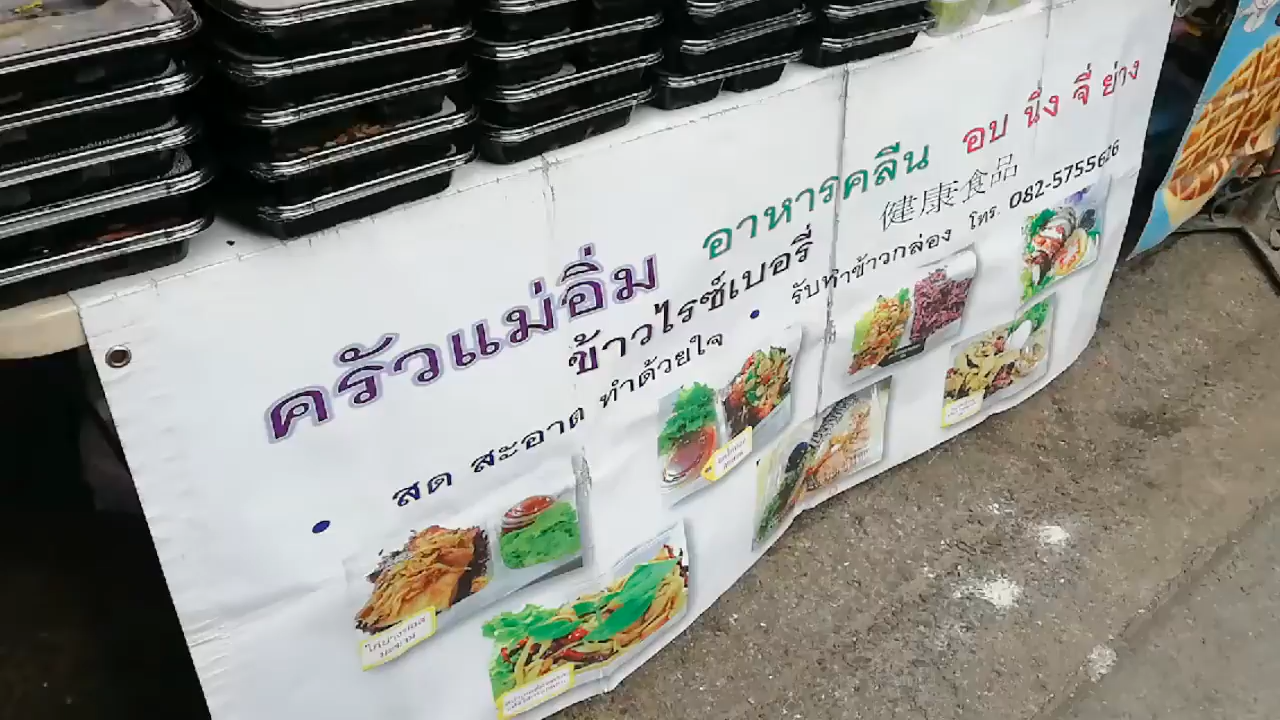 ครัวแม่อิ่ม อาหารคลีน อบ นึ่ง จี่ ย่าง
ข้าวไรซ์เบอรี่ 健康食品
สด สะอาด ทำด้วยใจ รับทำข้าวกล่อง โทร. 082-5755626